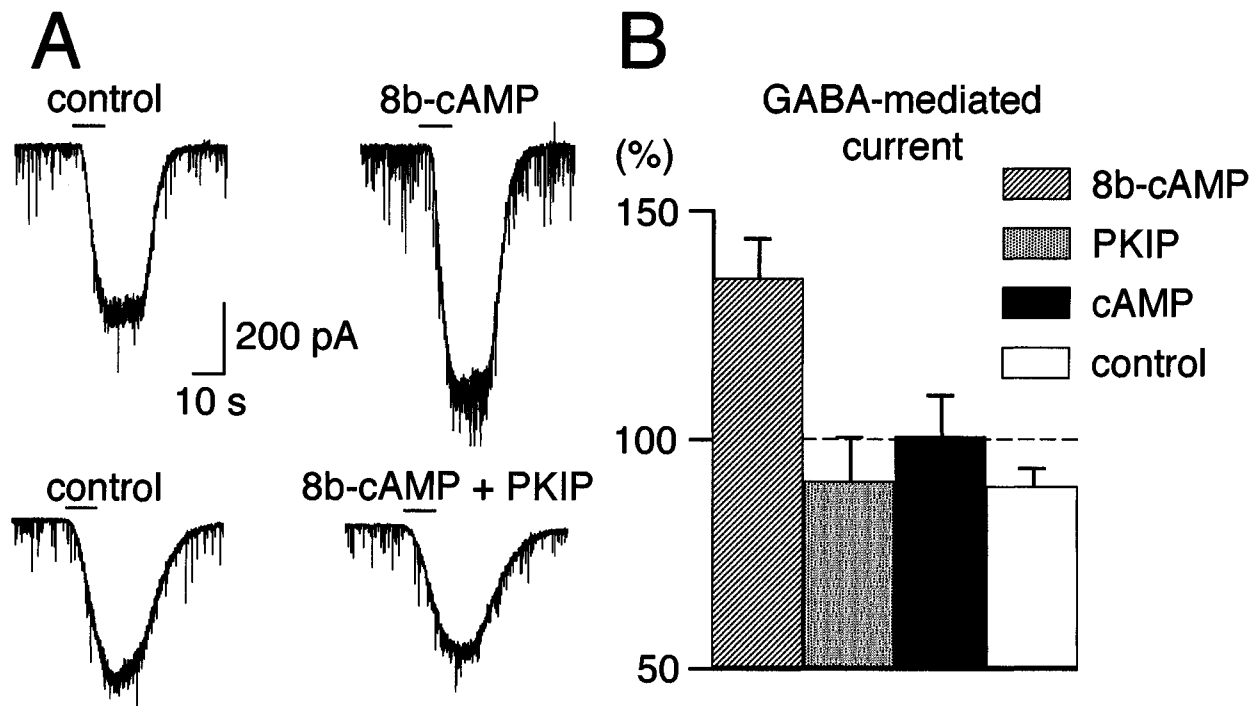 A
control
8b-cAMP
200 pA
10 s
control
8b-cAMP + PKIP
B
GABA-mediated
current
(%)
150
100
50
8b-cAMP
PKIP
cAMP
control